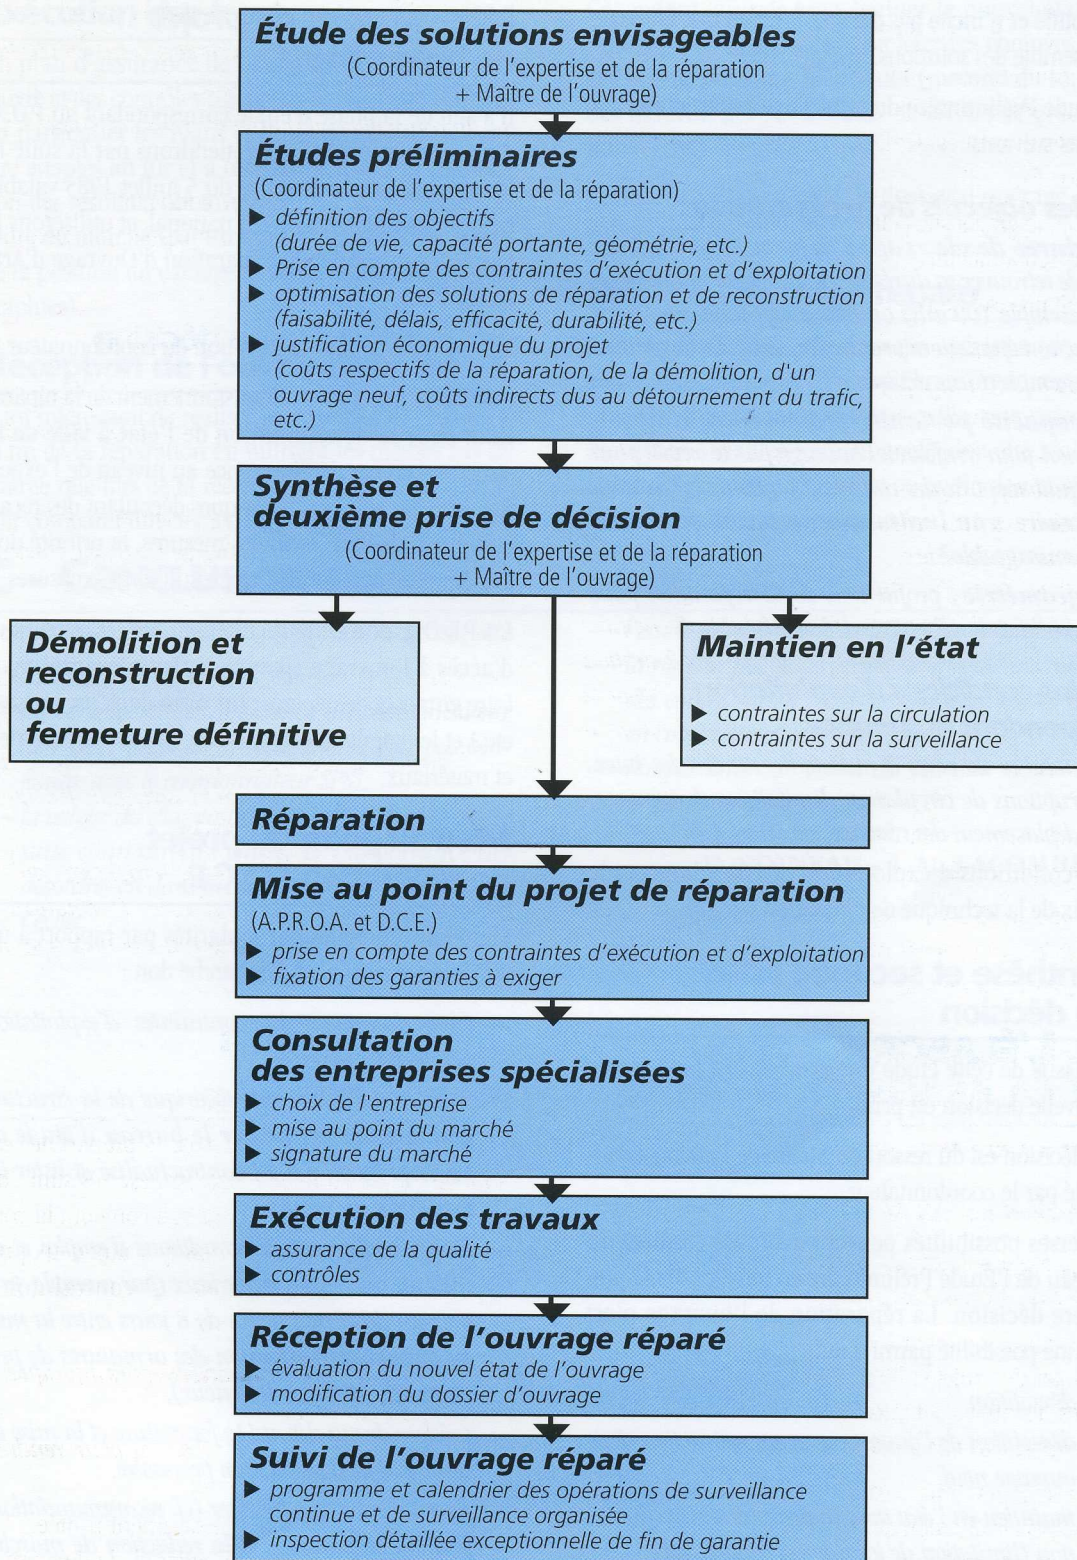 Étude des solutions envisageables
(Coordinateur de l'expertise et de la réparation
+ Maître de l'ouvrage)
Études préliminaires
(Coordinateur de l'expertise et de la réparation)
▶ définition des objectifs
(durée de vie, capacité portante, géométrie, etc.)
▶ Prise en compte des contraintes d'exécution et d'exploitation
▶ optimisation des solutions de réparation et de reconstruction
(faisabilité, délais, efficacité, durabilité, etc.)
▶ justification économique du projet
(coûts respectifs de la réparation, de la démolition, d'un
ouvrage neuf, coûts indirects dus au détournement du trafic,
etc.)
Synthèse et
deuxième prise de décision
(Coordinateur de l'expertise et de la réparation
+ Maître de l'ouvrage)
Démolition et
reconstruction
ou
fermeture définitive
Maintien en l'état
▶ contraintes sur la circulation
▶ contraintes sur la surveillance
Réparation
Mise au point du projet de réparation
(A.P.R.O.A. et D.C.E.)
▶ prise en compte des contraintes d'exécution et d'exploitation
▶ fixation des garanties à exiger
Consultation
des entreprises spécialisées
▶ choix de l'entreprise
▶ mise au point du marché
▶ signature du marché
Exécution des travaux
▶ assurance de la qualité
▶ contrôles
Réception de l'ouvrage réparé
▶ évaluation du nouvel état de l'ouvrage
▶ modification du dossier d'ouvrage
Suivi de l'ouvrage réparé
▶ programme et calendrier des opérations de surveillance
continue et de surveillance organisée
▶ inspection détaillée exceptionnelle de fin de garantie